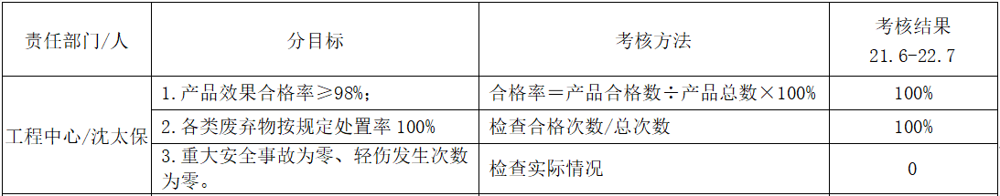 责任部门/人 分目标 考核方法 考核结果
21.6-22.7
1.产品效果合格率≥98%; 合格率＝产品合格数÷产品总数×100% 100%
工程中心/沈太保 2.各类废弃物按规定处置率100% 检查合格次数/总次数 100%
3.重大安全事故为零、轻伤发生次数 检查实际情况 0
为零。